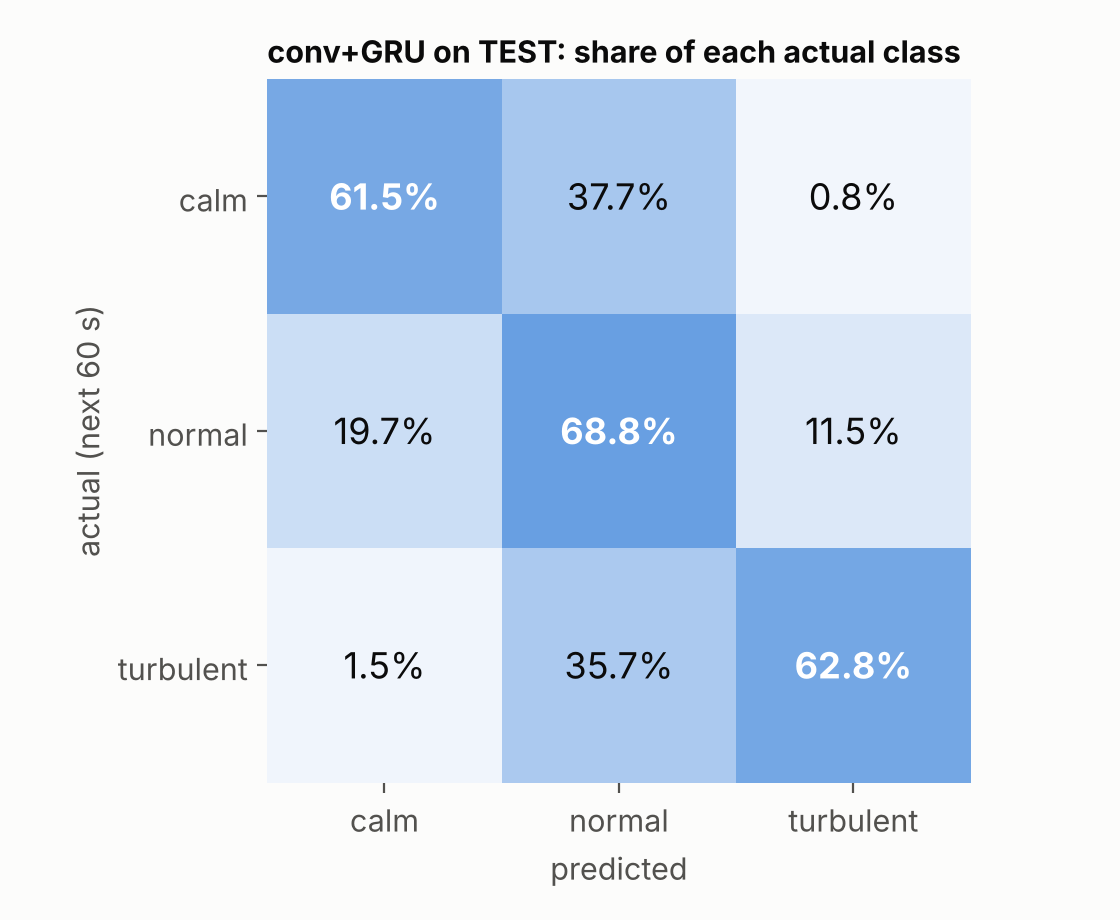 conv+GRU on TEST: share of each actual class
actual (next 60 s)
calm
61.5%
37.7%
0.8%
normal
19.7%
68.8%
11.5%
turbulent
1.5%
35.7%
62.8%
calm
normal
turbulent
predicted